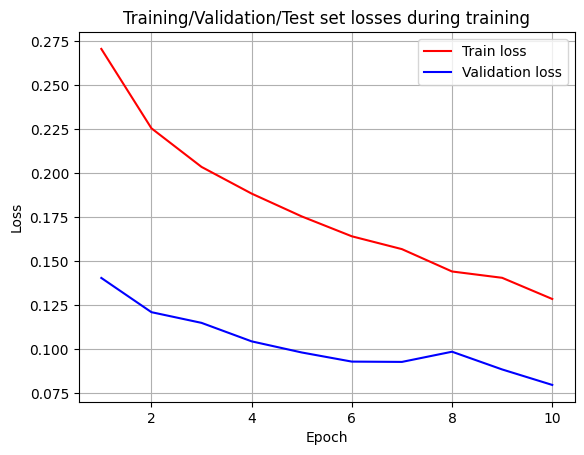 Training/Validation/Test set losses during training
Train loss
Validation loss
Loss
0.275
0.250
0.225
0.200
0.175
0.150
0.125
0.100
0.075
2
4
6
8
10
Epoch